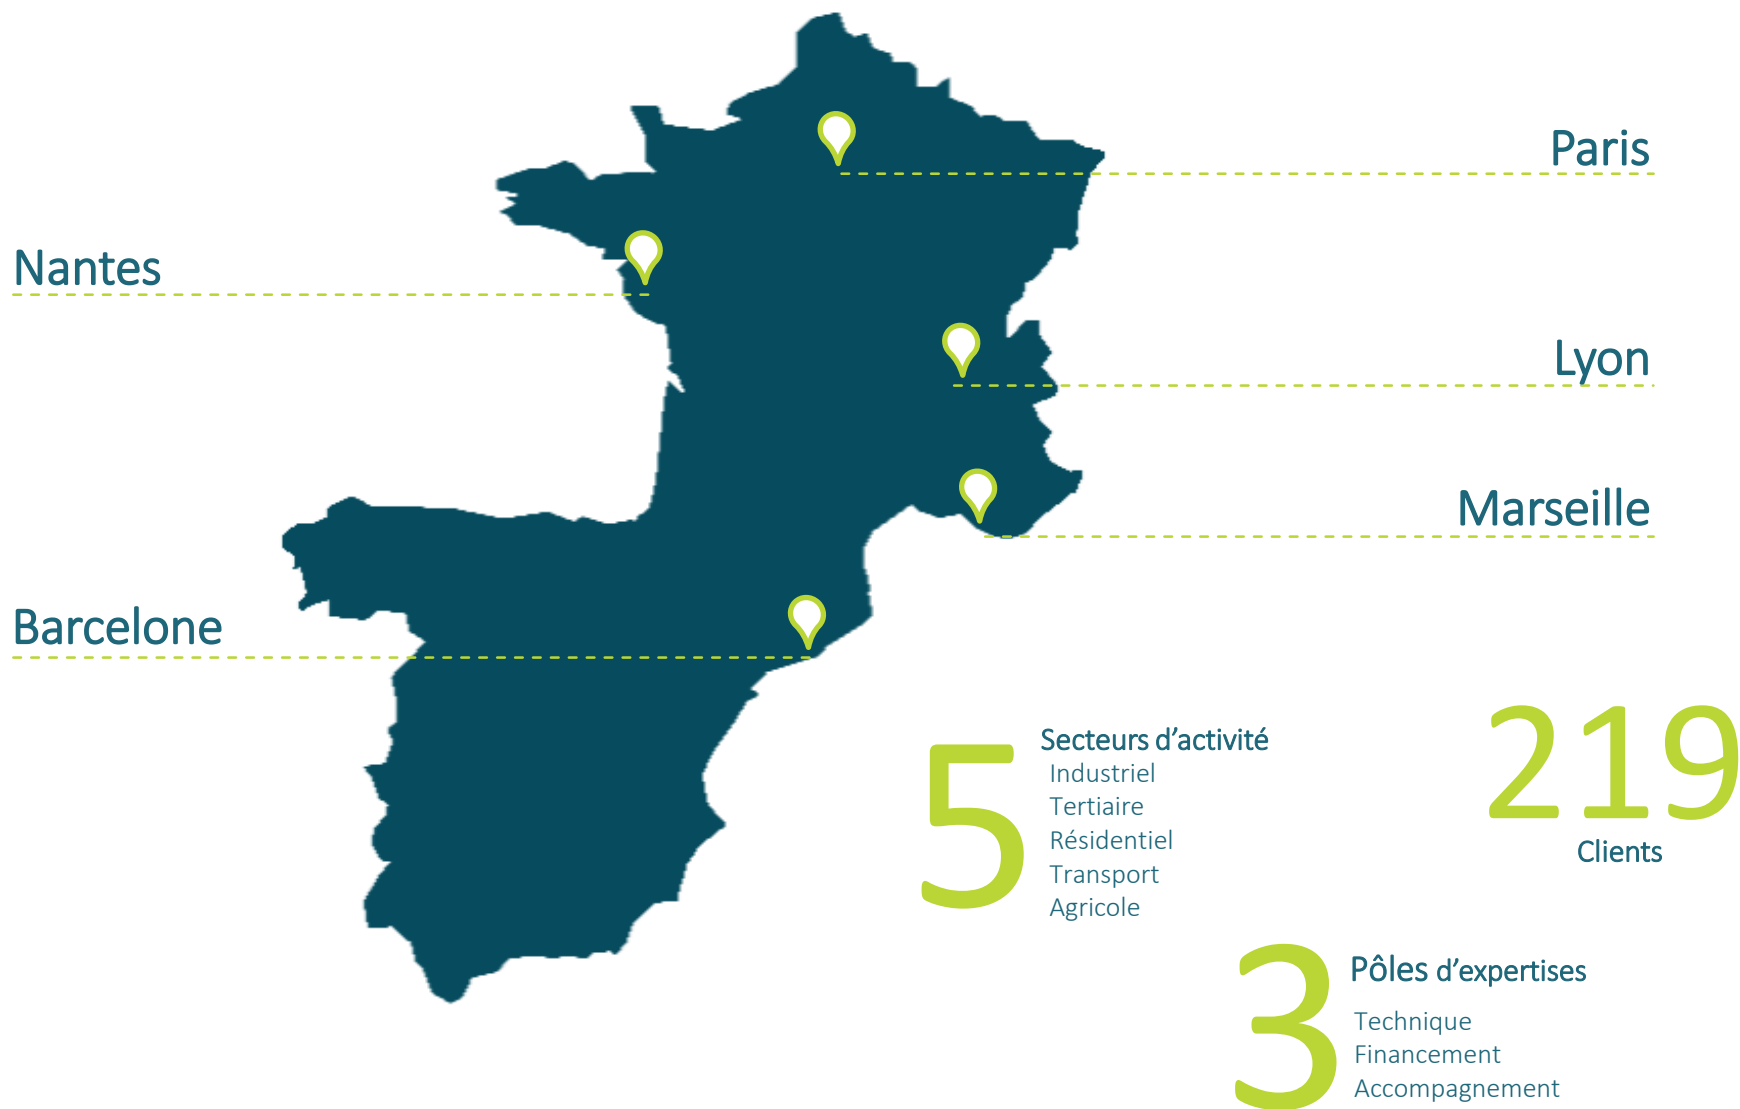 Paris
Nantes
Lyon
Marseille
Barcelone
5
Secteurs d'activité
Industriel
Tertiaire
Résidentiel
Transport
Agricole
219
Clients
3
Pôles d'expertises
Technique
Financement
Accompagnement